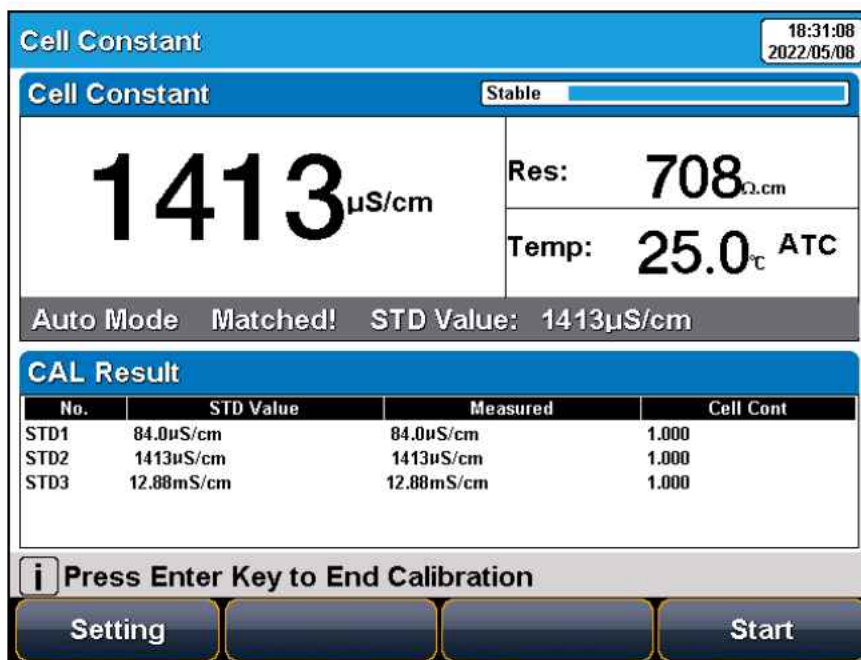 Cell Constant
18:31:08
2022/05/08
Cell Constant
Stable
1413 µS/cm
Res: 708 Ω.cm
Temp: 25.0 ℃ ATC
Auto Mode Matched! STD Value: 1413µS/cm
CAL Result
No. STD Value Measured Cell Cont
STD1 84.0µS/cm 84.0µS/cm 1.000
STD2 1413µS/cm 1413µS/cm 1.000
STD3 12.88mS/cm 12.88mS/cm 1.000
i Press Enter Key to End Calibration
Setting Start